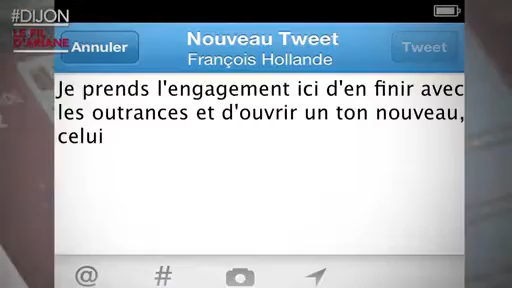 #DIJON
LE FIL
D'ARIANE
Annuler
Nouveau Tweet
François Hollande
Tweet
Je prends l'engagement ici d'en finir avec
les outrances et d'ouvrir un ton nouveau,
celui
@
#